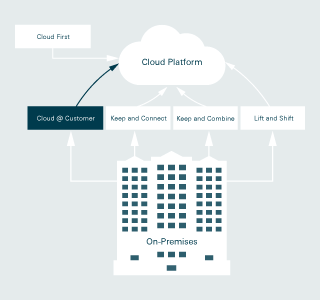 Cloud First
Cloud Platform
Cloud @ Customer
Keep and Connect
Keep and Combine
Lift and Shift
On-Premises